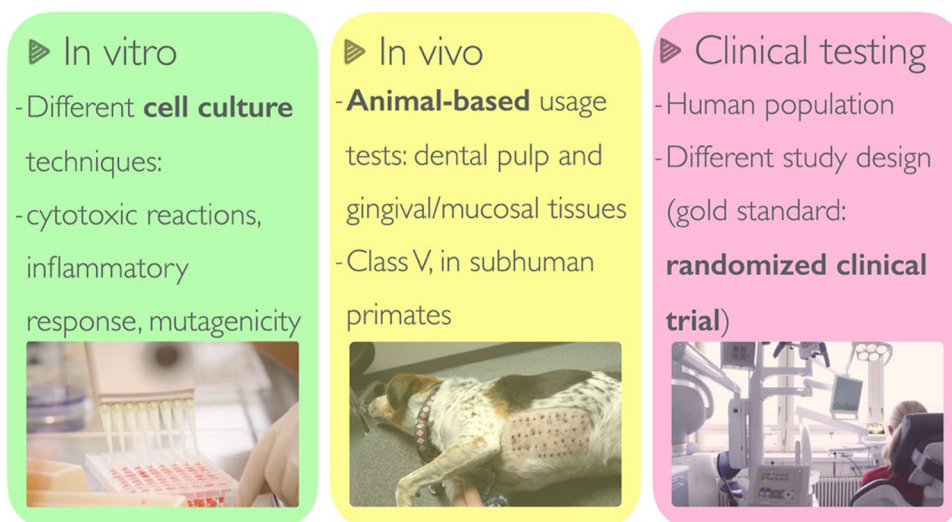 In vitro
-Different cell culture
techniques:
-cytotoxic reactions,
inflammatory
response, mutagenicity
In vivo
-Animal-based usage
tests: dental pulp and
gingival/mucosal tissues
-Class V, in subhuman
primates
Clinical testing
-Human population
-Different study design
(gold standard:
randomized clinical
trial)